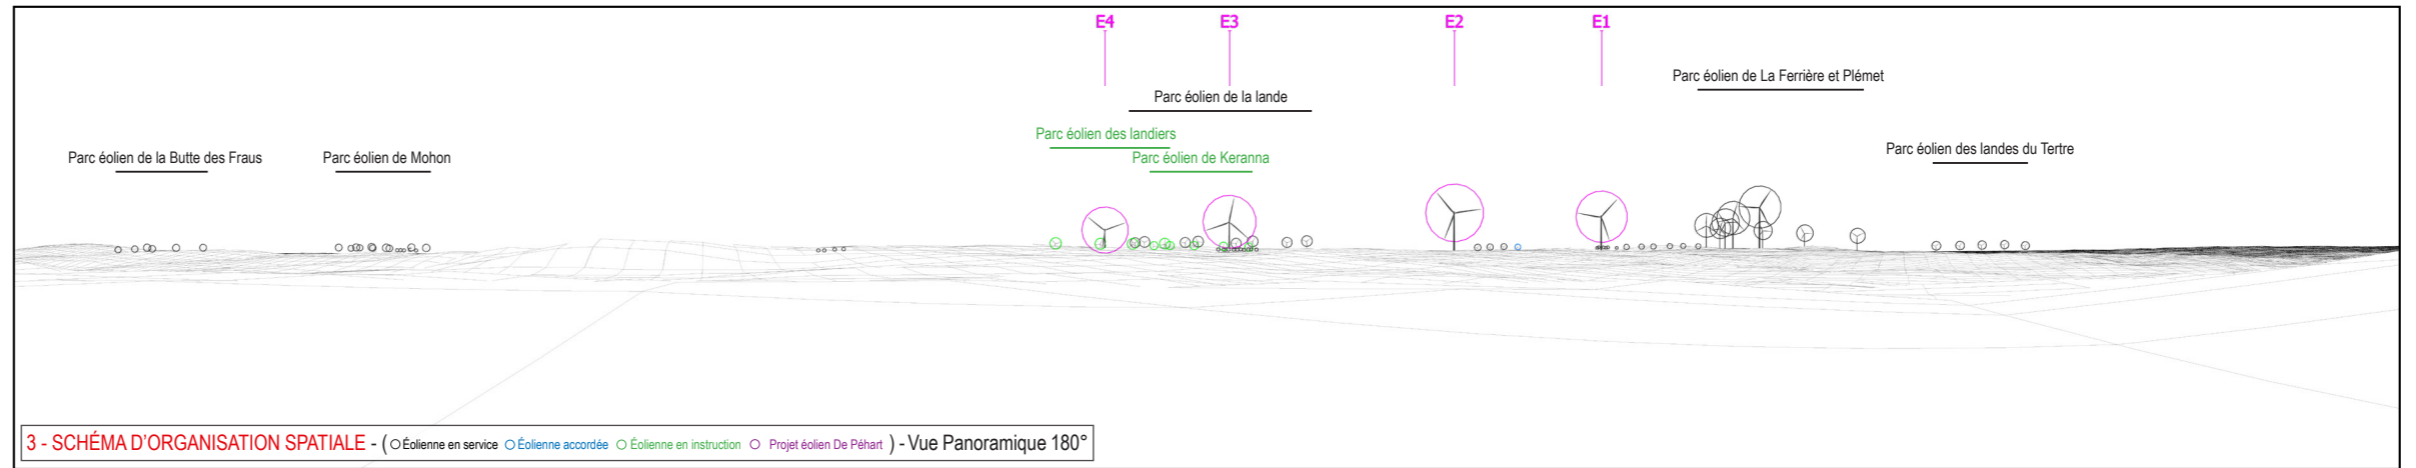 E4 E3 E2 E1
Parc éolien de La Ferrière et Plémet
Parc éolien de la lande
Parc éolien des landiers
Parc éolien des landes du Tertre
Parc éolien de la Butte des Fraus
Parc éolien de Mohon
Parc éolien de Keranna
3 - SCHÉMA D'ORGANISATION SPATIALE - ( Éolienne en service Éolienne accordée Éolienne en instruction Projet éolien De Péhart ) - Vue Panoramique 180°